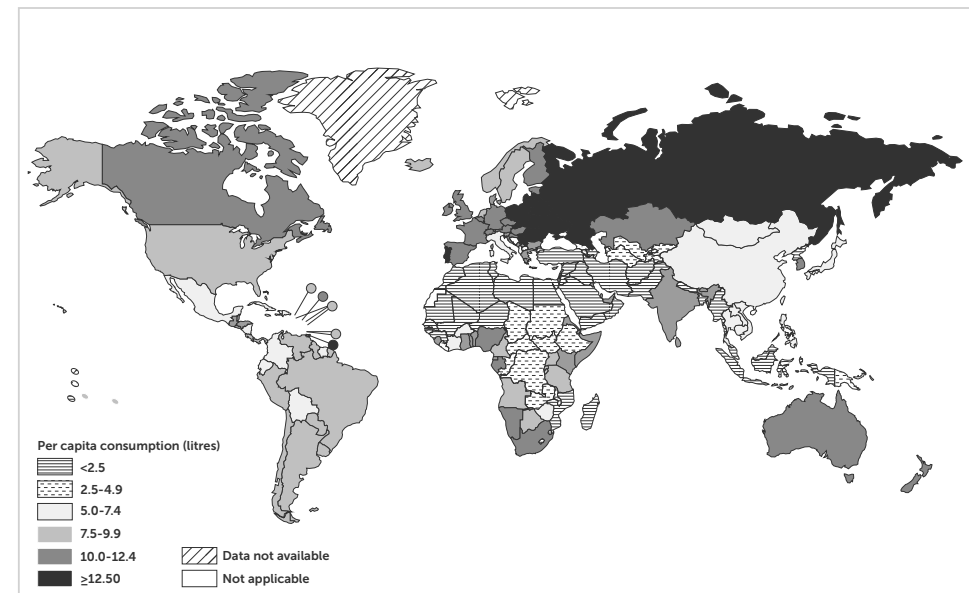 Per capita consumption (litres)
<2.5
2.5-4.9
5.0-7.4
7.5-9.9
10.0-12.4
≥12.50
Data not available
Not applicable